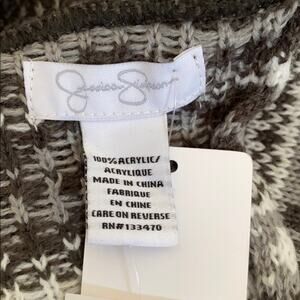 Jessica Simpson
100% ACRYLIC/
ACRYLIQUE
MADE IN CHINA
FABRIQUE
EN CHINE
CARE ON REVERSE
RN#133470